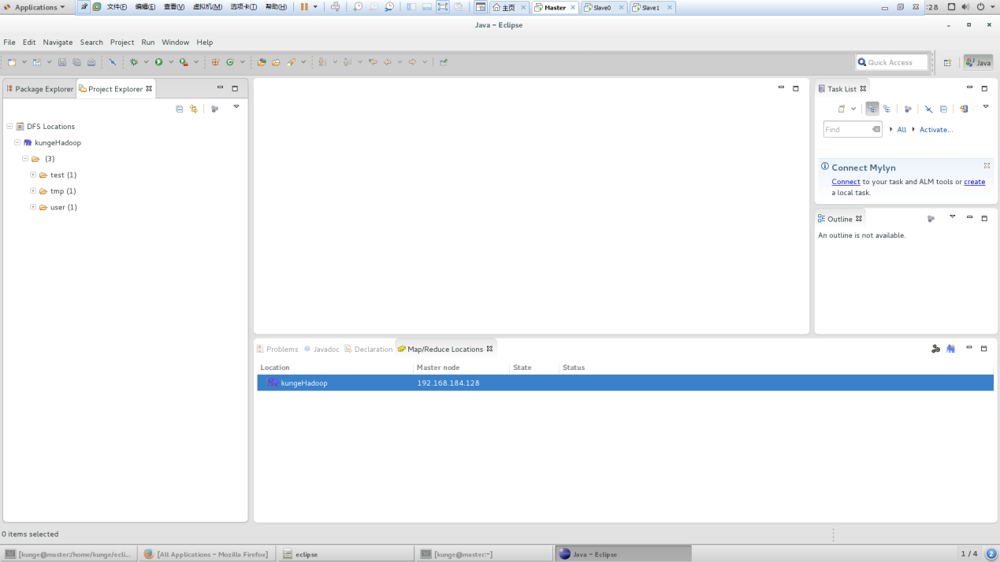 Applications 文件(F) 编辑(E) 查看(V) 虚拟机(M) 选项卡(T) 帮助(H) 主页 Master Slave0 Slave1 :28
Java - Eclipse
File Edit Navigate Search Project Run Window Help
Quick Access Java
Package Explorer Project Explorer
DFS Locations
kungeHadoop
(3)
test (1)
tmp (1)
user (1)
Task List
Find All Activate...
Connect Mylyn
Connect to your task and ALM tools or create
a local task.
Outline
An outline is not available.
Problems Javadoc Declaration Map/Reduce Locations
Location Master node State Status
kungeHadoop 192.168.184.128
0 items selected
[kunge@master:/home/kunge/ecli... [All Applications - Mozilla Firefox] eclipse [kunge@master:~] Java - Eclipse 1 / 4 2